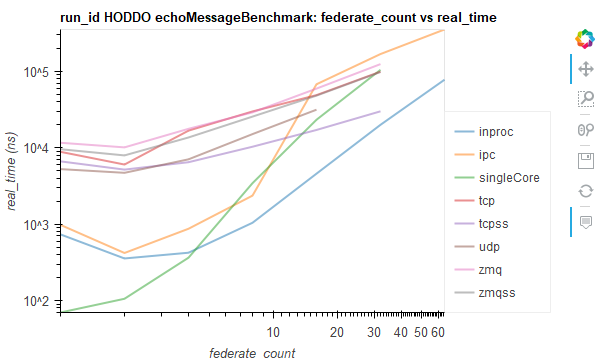 run_id HODDO echoMessageBenchmark: federate_count vs real_time
real_time (ns)
10^5
10^4
10^3
10^2
10
20
30
40
50
60
federate_count
inproc
ipc
singleCore
tcp
tcpss
udp
zmq
zmqss